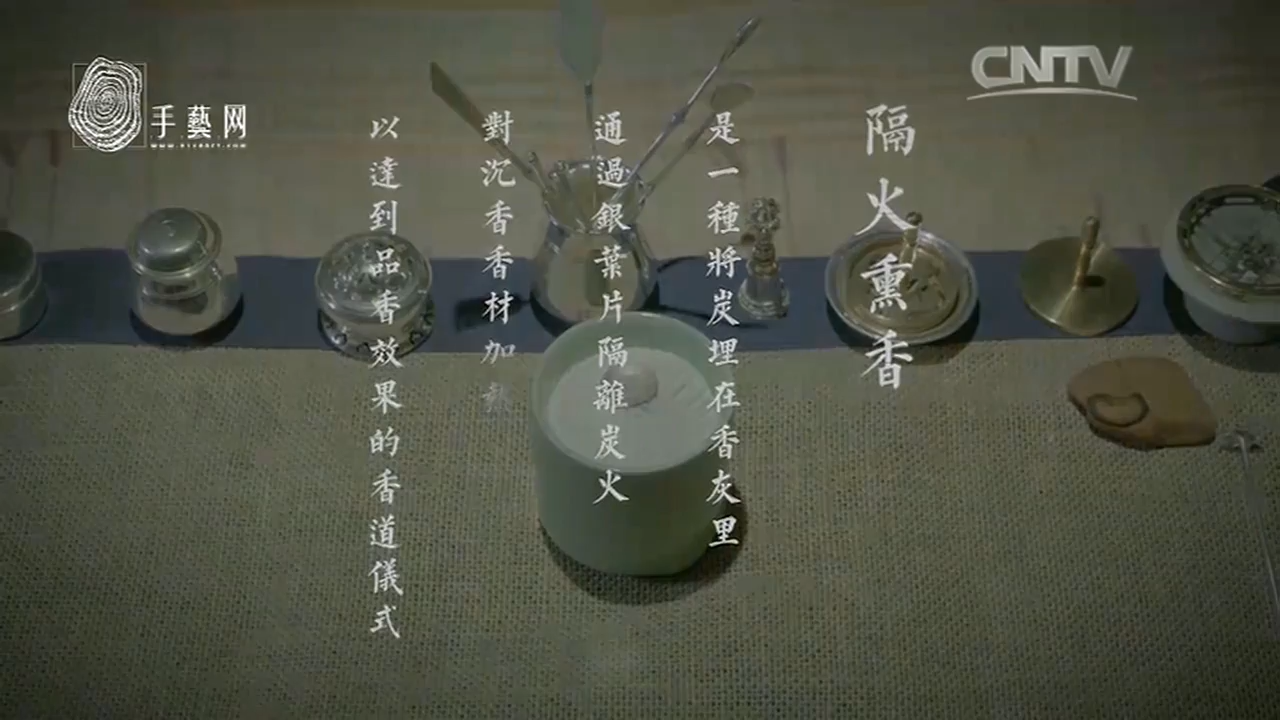 隔火熏香
是一種將炭埋在香灰里
通過銀葉片隔離炭火
對沉香香材加熱
以達到品香效果的香道儀式
手藝网
CNTV